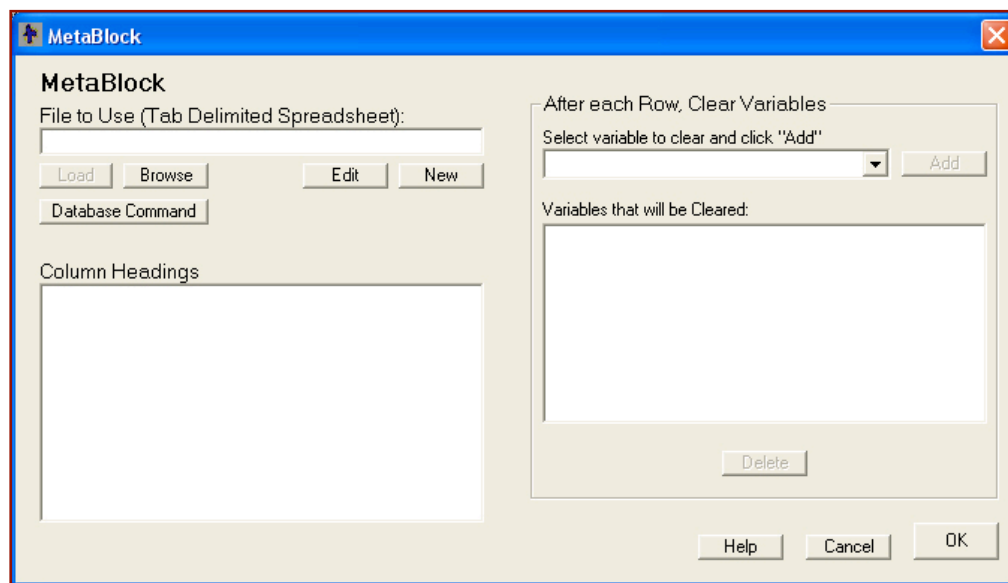 MetaBlock
MetaBlock
File to Use (Tab Delimited Spreadsheet):
Load Browse Edit New
Database Command
Column Headings
After each Row, Clear Variables
Select variable to clear and click "Add"
Add
Variables that will be Cleared:
Delete
Help Cancel OK